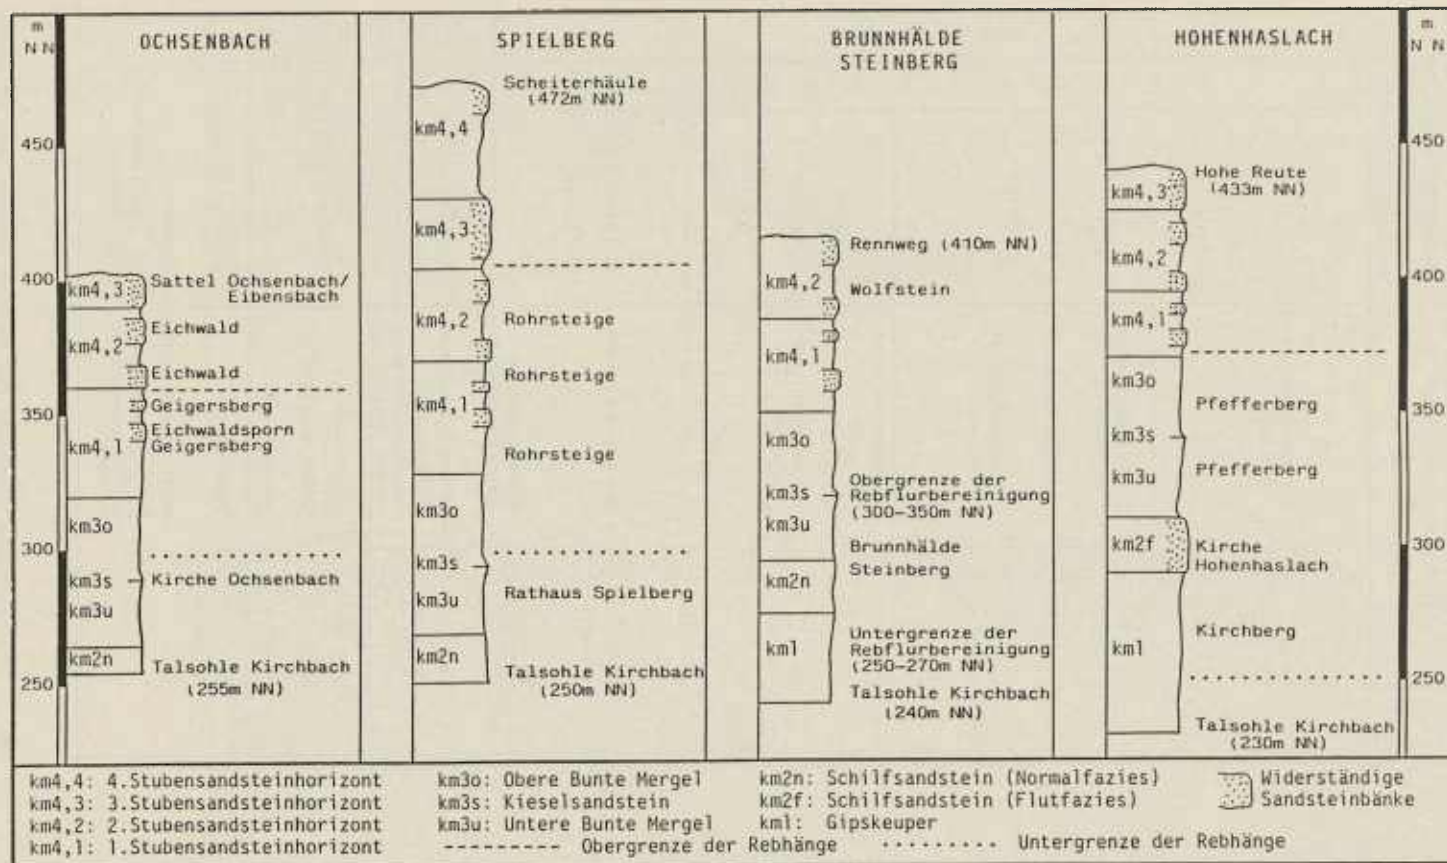 m
N N
450
400
350
300
250
OCHSENBACH
km4,3
km4,2
km4,1
km3o
km3s
km3u
km2n
Sattel Ochsenbach/
Eibensbach
Eichwald
Eichwald
Geigersberg
Eichwaldsporn
Geigersberg
Kirche Ochsenbach
Talsohle Kirchbach
(255m NN)
SPIELBERG
km4,4
km4,3
km4,2
km4,1
km3o
km3s
km3u
km2n
Scheiterhäule
(472m NN)
Rohrsteige
Rohrsteige
Rohrsteige
Rathaus Spielberg
Talsohle Kirchbach
(250m NN)
BRUNNHÄLDE
STEINBERG
km4,2
km4,1
km3o
km3s
km3u
km2n
km1
Rennweg (410m NN)
Wolfstein
Obergrenze der
Rebflurbereinigung
(300-350m NN)
Brunnhälde
Steinberg
Untergrenze der
Rebflurbereinigung
(250-270m NN)
Talsohle Kirchbach
(240m NN)
HOHENHASLACH
km4,3
km4,2
km4,1
km3o
km3s
km3u
km2f
km1
Hohe Reute
(433m NN)
Pfefferberg
Pfefferberg
Kirche
Hohenhaslach
Kirchberg
Talsohle Kirchbach
(230m NN)
m
N N
450
400
350
300
250
km4,4: 4.Stubensandsteinhorizont
km4,3: 3.Stubensandsteinhorizont
km4,2: 2.Stubensandsteinhorizont
km4,1: 1.Stubensandsteinhorizont
km3o: Obere Bunte Mergel
km3s: Kieselsandstein
km3u: Untere Bunte Mergel
km2n: Schilfsandstein (Normalfazies)
km2f: Schilfsandstein (Flutfazies)
km1: Gipskeuper
Widerständige
Sandsteinbänke
Obergrenze der Rebhänge
Untergrenze der Rebhänge